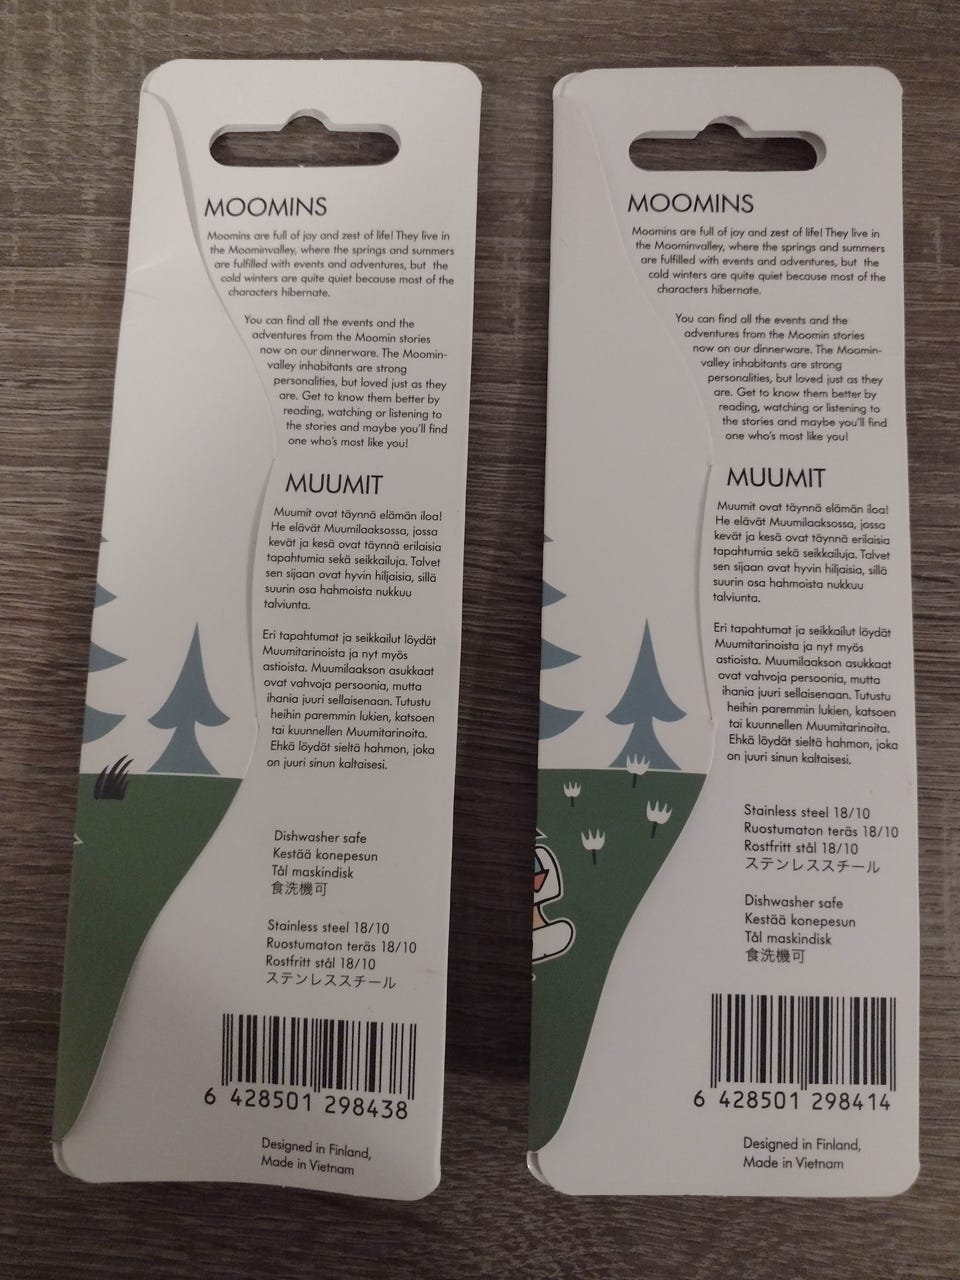 MOOMINS
Moomins are full of joy and zest of life! They live in
the Moominvalley, where the springs and summers
are fulfilled with events and adventures, but the
cold winters are quite quiet because most of the
characters hibernate.
You can find all the events and the
adventures from the Moomin stories
now on our dinnerware. The Moomin-
valley inhabitants are strong
personalities, but loved just as they
are. Get to know them better by
reading, watching or listening to
the stories and maybe you'll find
one who's most like you!
MUUMIT
Muumit ovat täynnä elämän iloa!
He elävät Muumilaaksossa, jossa
kevät ja kesä ovat täynnä erilaisia
tapahtumia sekä seikkailuja. Talvet
sen sijaan ovat hyvin hiljaisia, sillä
suurin osa hahmoista nukkuu
talviunta.
Eri tapahtumat ja seikkailut löydät
Muumitarinoista ja nyt myös
astioista. Muumilaakson asukkaat
ovat vahvoja persoonia, mutta
ihania juuri sellaisenaan. Tutustu
heihin paremmin lukien, katsoen
tai kuunnellen Muumitarinoita.
Ehkä löydät sieltä hahmon, joka
on juuri sinun kaltaisesi.
Dishwasher safe
Kestää konepesun
Tål maskindisk
食洗機可
Stainless steel 18/10
Ruostumaton teräs 18/10
Rostfritt stål 18/10
ステンレススチール
6 428501 298438
Designed in Finland,
Made in Vietnam
MOOMINS
Moomins are full of joy and zest of life! They live in
the Moominvalley, where the springs and summers
are fulfilled with events and adventures, but the
cold winters are quite quiet because most of the
characters hibernate.
You can find all the events and the
adventures from the Moomin stories
now on our dinnerware. The Moomin-
valley inhabitants are strong
personalities, but loved just as they
are. Get to know them better by
reading, watching or listening to
the stories and maybe you'll find
one who's most like you!
MUUMIT
Muumit ovat täynnä elämän iloa!
He elävät Muumilaaksossa, jossa
kevät ja kesä ovat täynnä erilaisia
tapahtumia sekä seikkailuja. Talvet
sen sijaan ovat hyvin hiljaisia, sillä
suurin osa hahmoista nukkuu
talviunta.
Eri tapahtumat ja seikkailut löydät
Muumitarinoista ja nyt myös
astioista. Muumilaakson asukkaat
ovat vahvoja persoonia, mutta
ihania juuri sellaisenaan. Tutustu
heihin paremmin lukien, katsoen
tai kuunnellen Muumitarinoita.
Ehkä löydät sieltä hahmon, joka
on juuri sinun kaltaisesi.
Stainless steel 18/10
Ruostumaton teräs 18/10
Rostfritt stål 18/10
ステンレススチール
Dishwasher safe
Kestää konepesun
Tål maskindisk
食洗機可
6 428501 298414
Designed in Finland,
Made in Vietnam